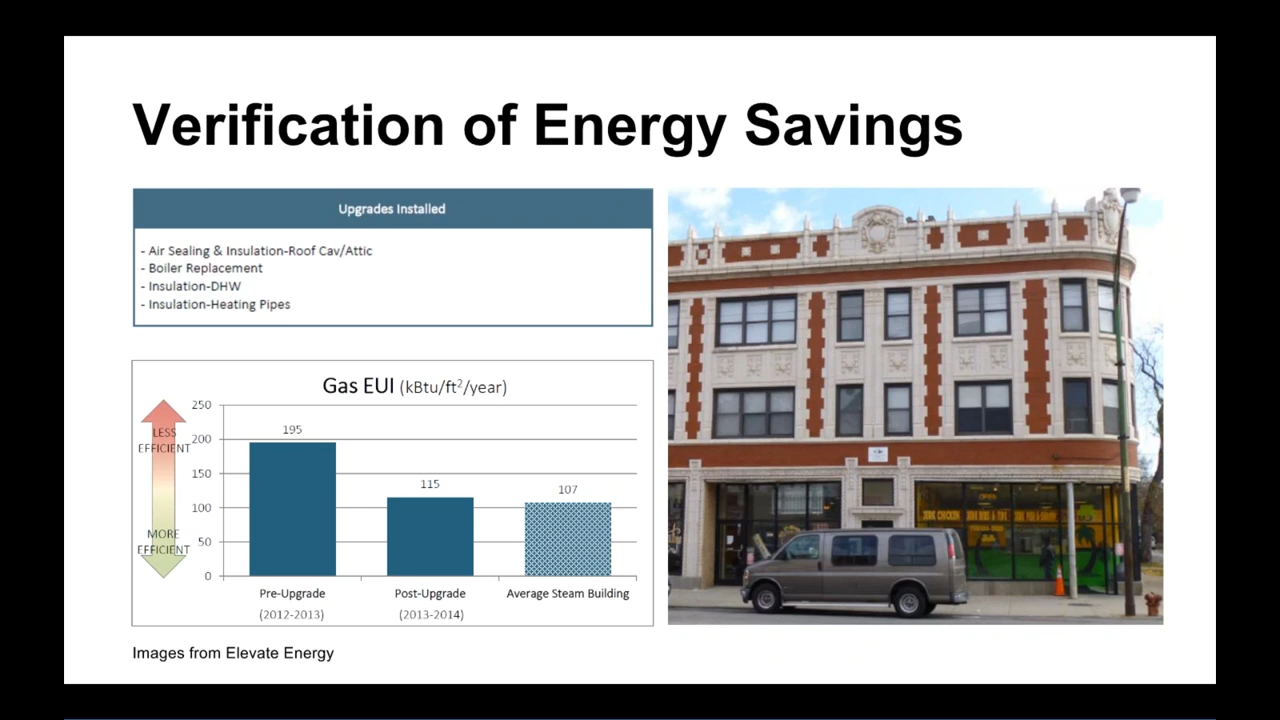 Verification of Energy Savings
Upgrades Installed
- Air Sealing & Insulation-Roof Cav/Attic
- Boiler Replacement
- Insulation-DHW
- Insulation-Heating Pipes
Gas EUI (kBtu/ft²/year)
250
200
150
100
50
0
LESS
EFFICIENT
MORE
EFFICIENT
195
115
107
Pre-Upgrade
(2012-2013)
Post-Upgrade
(2013-2014)
Average Steam Building
Images from Elevate Energy